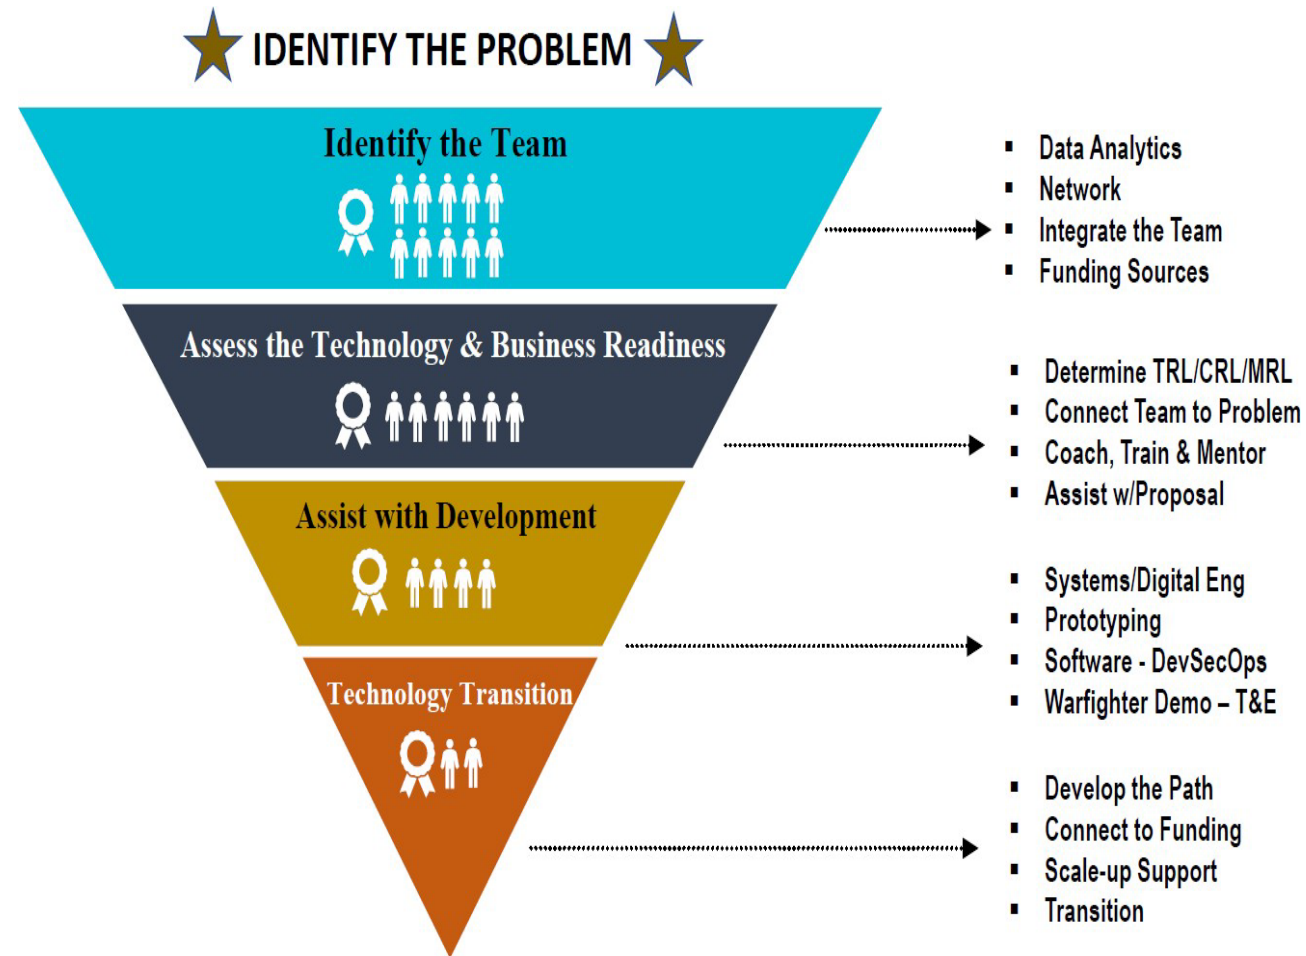 IDENTIFY THE PROBLEM
Identify the Team
Data Analytics
Network
Integrate the Team
Funding Sources
Assess the Technology & Business Readiness
Determine TRL/CRL/MRL
Connect Team to Problem
Coach, Train & Mentor
Assist w/Proposal
Assist with Development
Systems/Digital Eng
Prototyping
Software - DevSecOps
Warfighter Demo – T&E
Technology Transition
Develop the Path
Connect to Funding
Scale-up Support
Transition